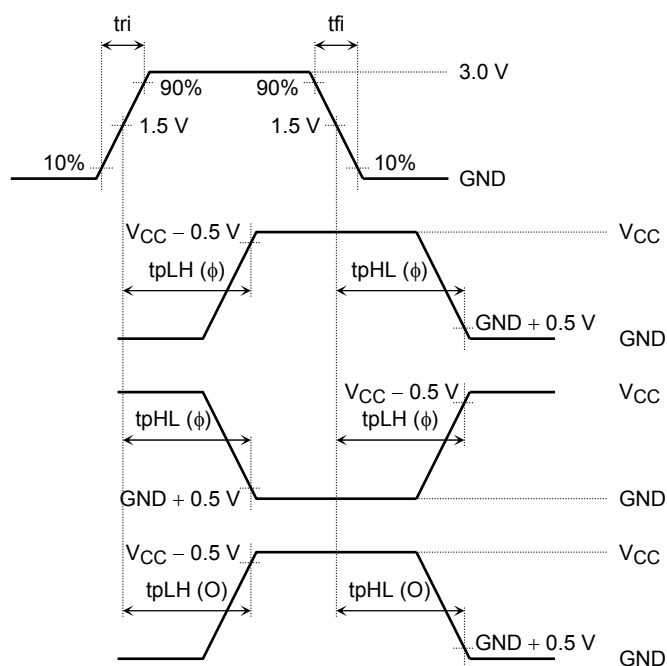 tri
tfi
3.0 V
90%
90%
1.5 V
1.5 V
10%
10%
GND
VCC − 0.5 V
VCC
tpLH (ϕ)
tpHL (ϕ)
GND + 0.5 V
GND
VCC − 0.5 V
VCC
tpHL (ϕ)
tpLH (ϕ)
GND + 0.5 V
GND
VCC − 0.5 V
VCC
tpLH (O)
tpHL (O)
GND + 0.5 V
GND